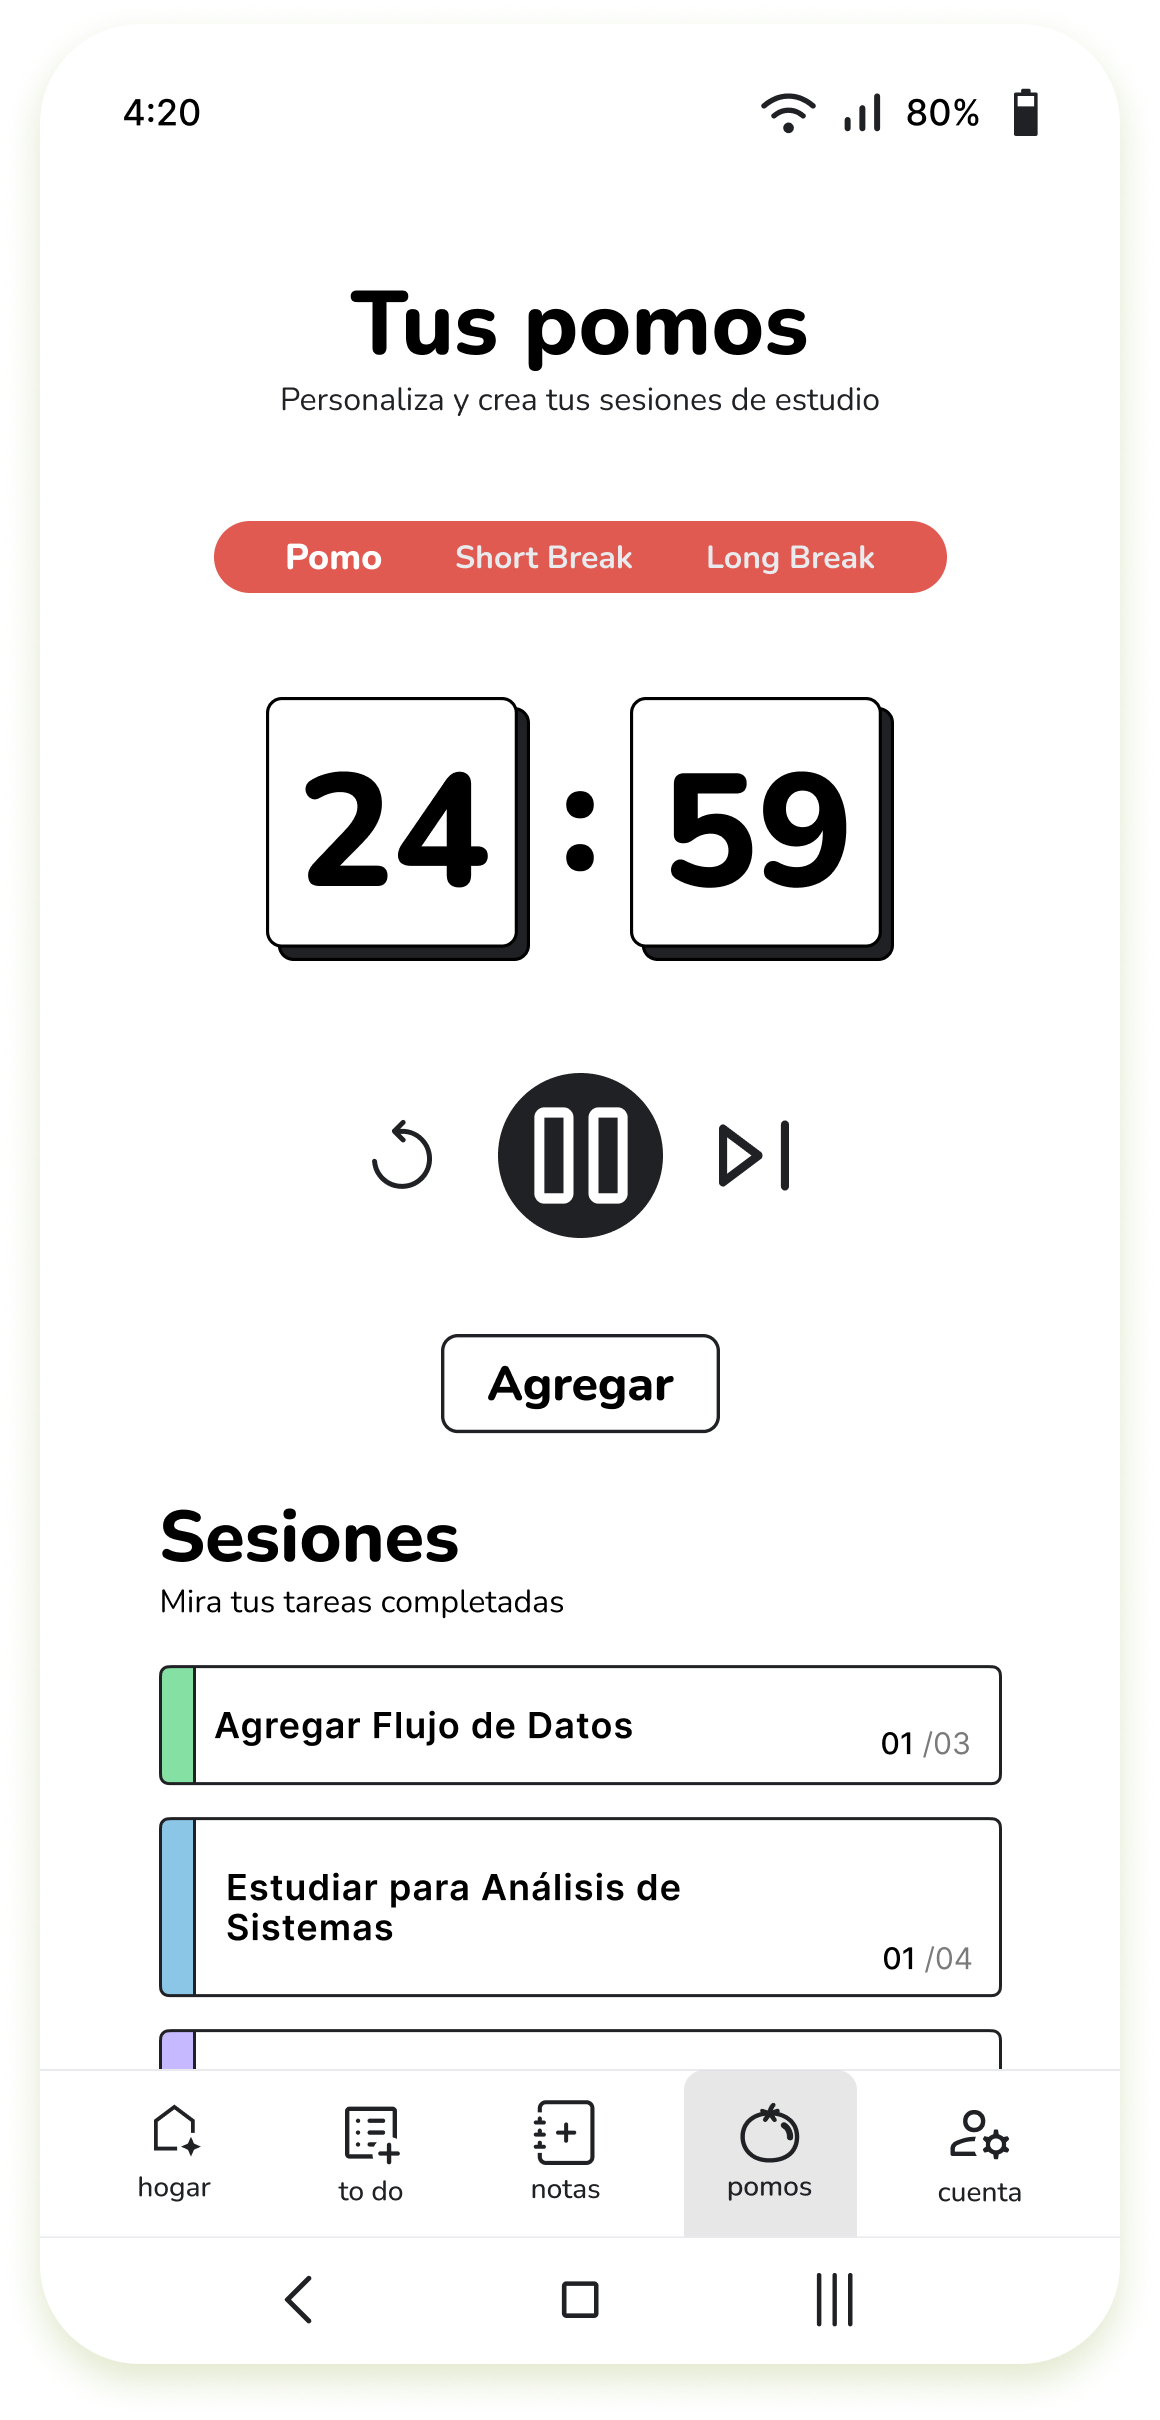 4:20
80%
Tus pomos
Personaliza y crea tus sesiones de estudio
Pomo Short Break Long Break
24 : 59
Agregar
Sesiones
Mira tus tareas completadas
Agregar Flujo de Datos
01 /03
Estudiar para Análisis de
Sistemas
01 /04
hogar to do notas pomos cuenta